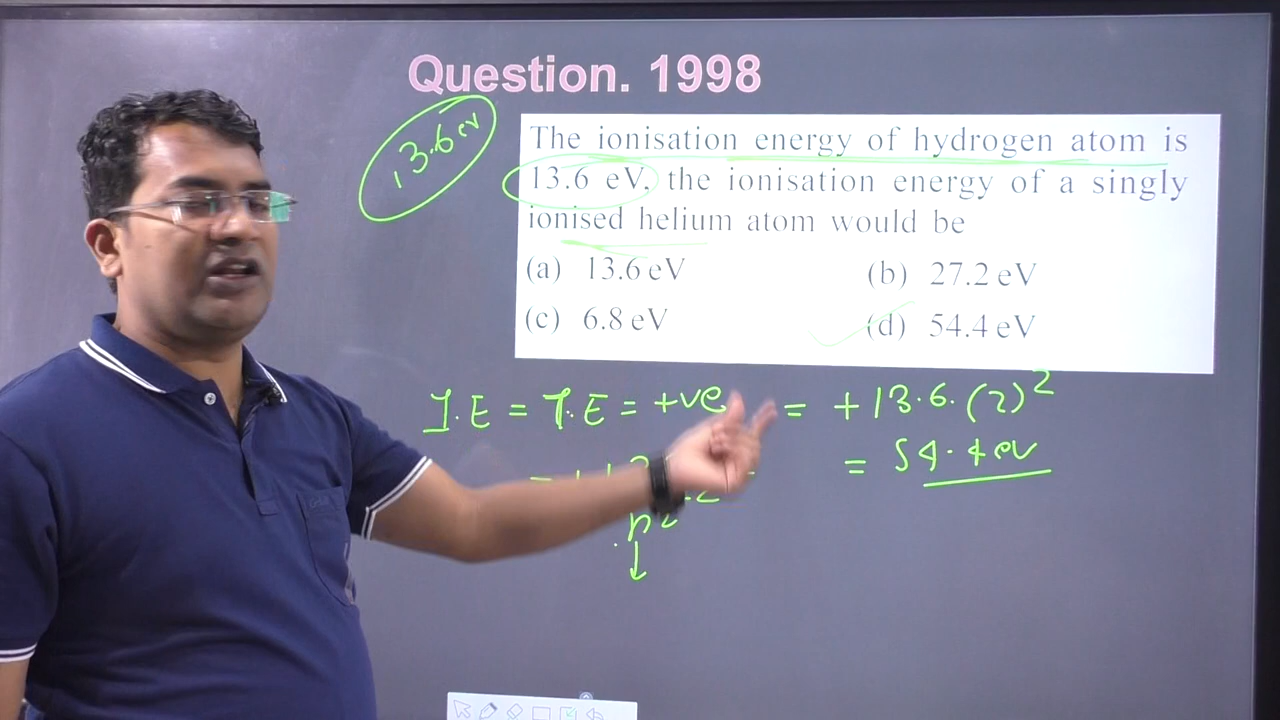 Question. 1998
13.6 ev
The ionisation energy of hydrogen atom is
13.6 eV, the ionisation energy of a singly
ionised helium atom would be
(a) 13.6 eV (b) 27.2 eV
(c) 6.8 eV (d) 54.4 eV
I.E = T.E = +ve = +13.6.(2)²
= 54.4 ev
n²